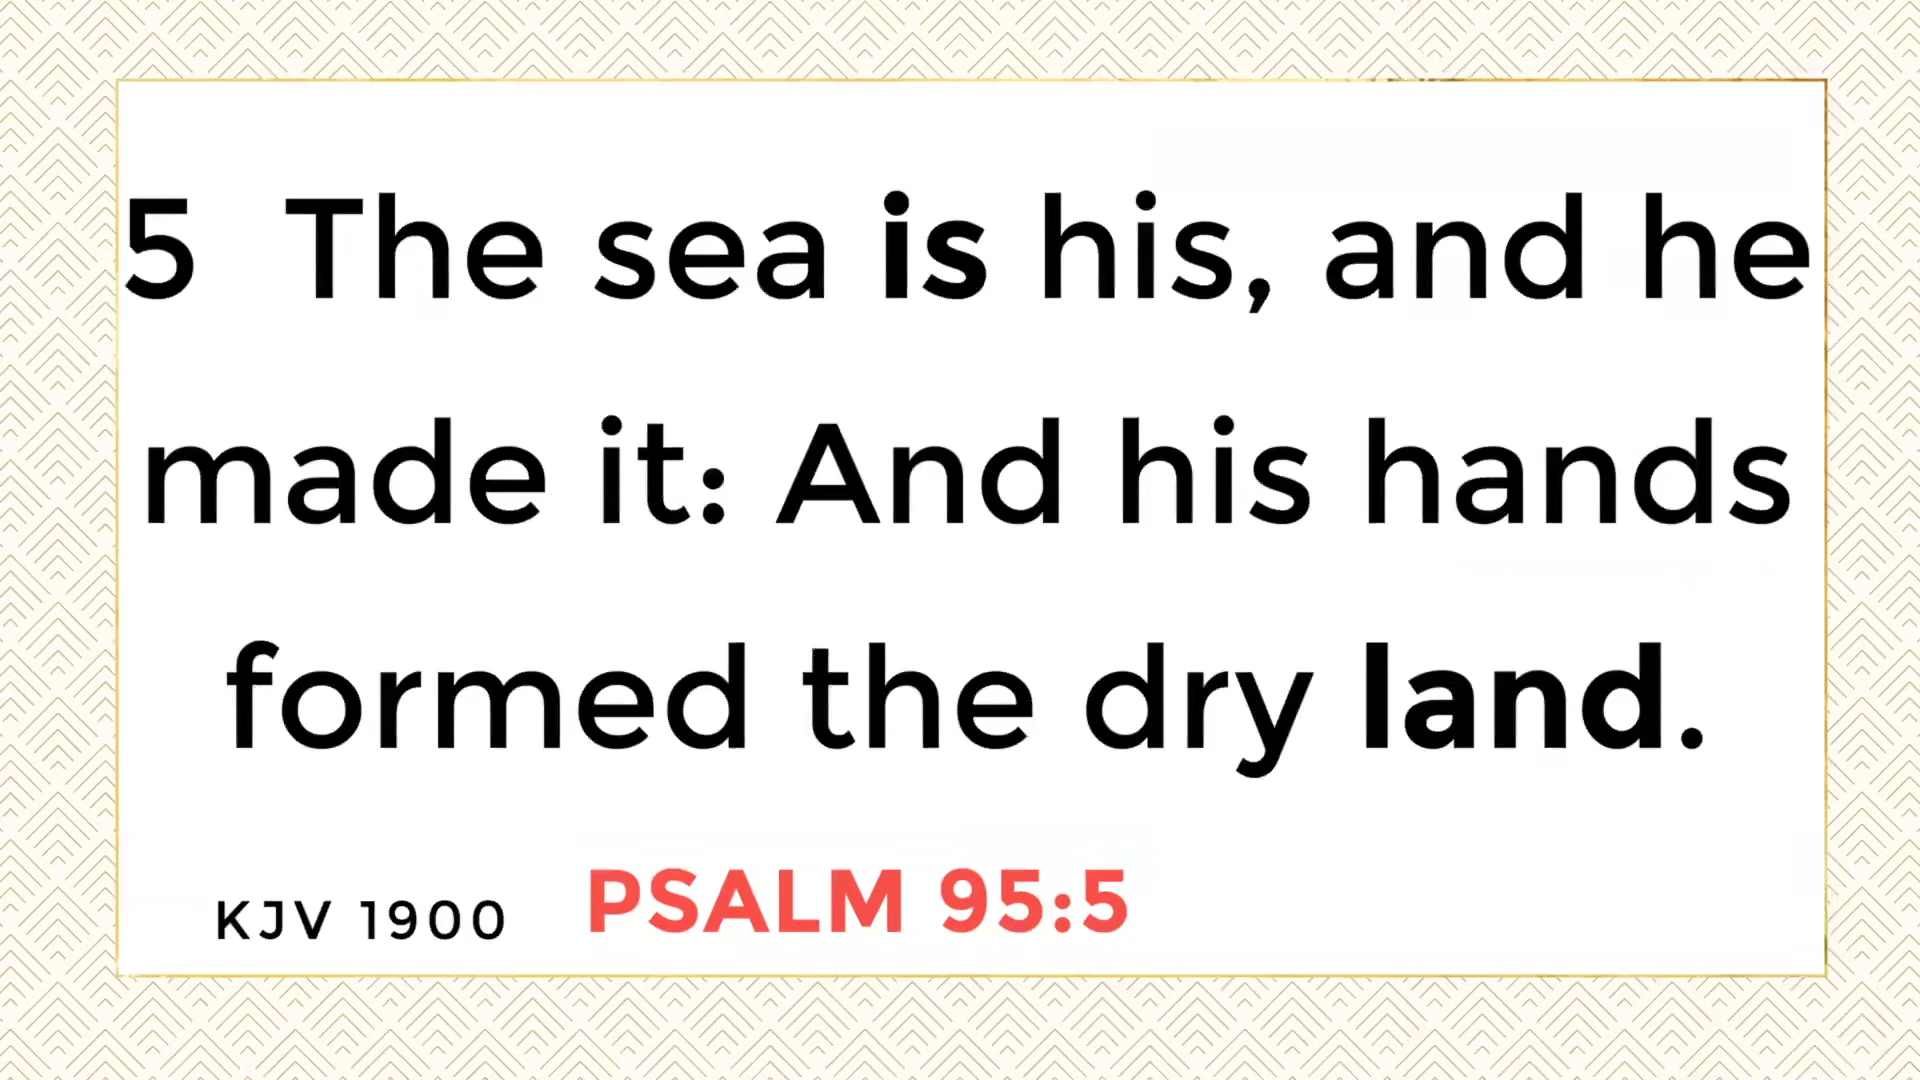 5 The sea is his, and he
made it: And his hands
formed the dry land.
KJV 1900 PSALM 95:5